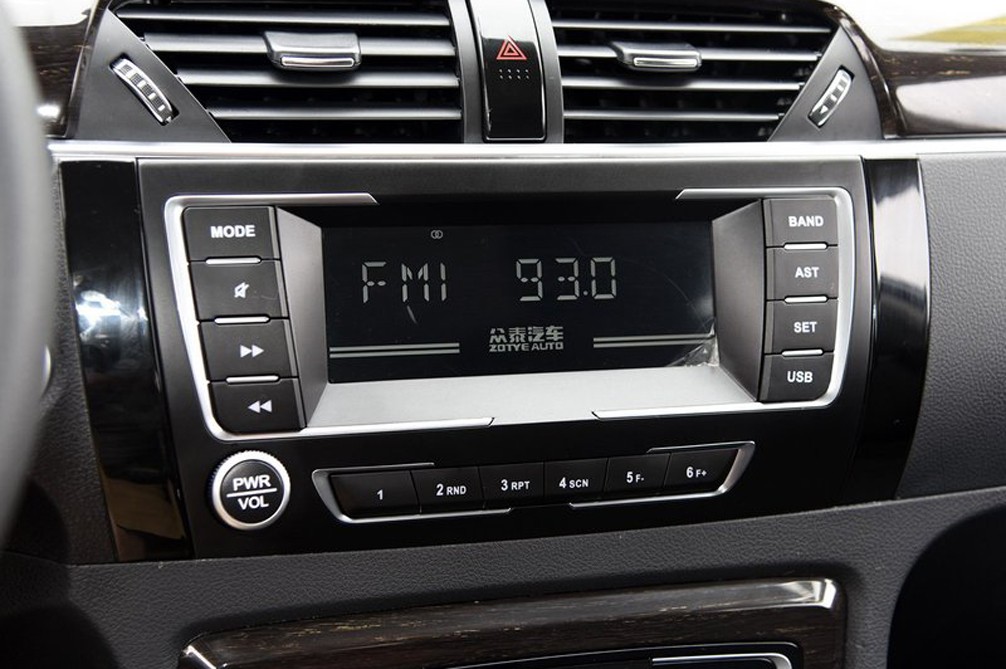 MODE
BAND
AST
SET
USB
FM1 93.0
众泰汽车
ZOTYE AUTO
PWR
VOL
1
2 RND
3 RPT
4 SCN
5 F-
6 F+